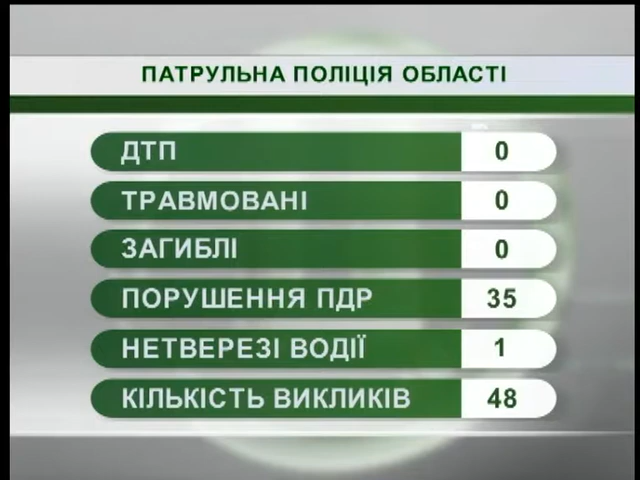 ПАТРУЛЬНА ПОЛІЦІЯ ОБЛАСТІ
ДТП 0
ТРАВМОВАНІ 0
ЗАГИБЛІ 0
ПОРУШЕННЯ ПДР 35
НЕТВЕРЕЗІ ВОДІЇ 1
КІЛЬКІСТЬ ВИКЛИКІВ 48